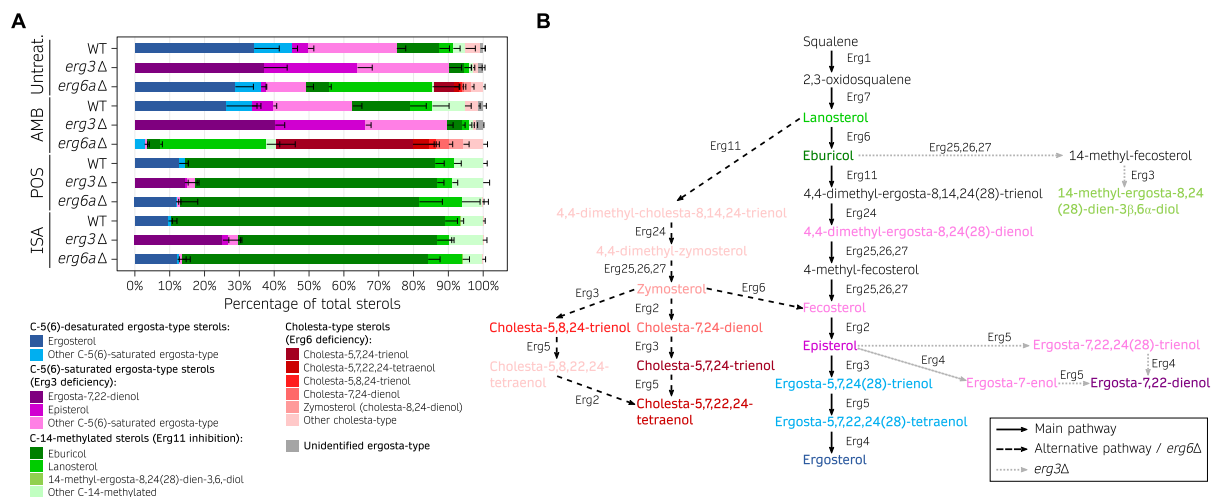 A
Untreat.
WT
erg3Δ
erg6aΔ
AMB
WT
erg3Δ
erg6aΔ
POS
WT
erg3Δ
erg6aΔ
ISA
WT
erg3Δ
erg6aΔ
0% 10% 20% 30% 40% 50% 60% 70% 80% 90% 100%
Percentage of total sterols
C-5(6)-desaturated ergosta-type sterols:
Ergosterol
Other C-5(6)-saturated ergosta-type
C-5(6)-saturated ergosta-type sterols
(Erg3 deficiency):
Ergosta-7,22-dienol
Episterol
Other C-5(6)-saturated ergosta-type
C-14-methylated sterols (Erg11 inhibition):
Eburicol
Lanosterol
14-methyl-ergosta-8,24(28)-dien-3,6,-diol
Other C-14-methylated
Cholesta-type sterols
(Erg6 deficiency):
Cholesta-5,7,24-trienol
Cholesta-5,7,22,24-tetraenol
Cholesta-5,8,24-trienol
Cholesta-7,24-dienol
Zymosterol (cholesta-8,24-dienol)
Other cholesta-type
Unidentified ergosta-type
B
Squalene
Erg1
2,3-oxidosqualene
Erg7
Lanosterol
Erg6
Erg11
Eburicol
Erg25,26,27
14-methyl-fecosterol
Erg11
Erg3
4,4-dimethyl-ergosta-8,14,24(28)-trienol
14-methyl-ergosta-8,24
(28)-dien-3β,6α-diol
4,4-dimethyl-cholesta-8,14,24-trienol
Erg24
Erg24
4,4-dimethyl-ergosta-8,24(28)-dienol
4,4-dimethyl-zymosterol
Erg25,26,27
Erg25,26,27
4-methyl-fecosterol
Erg25,26,27
Zymosterol
Erg3
Erg6
Erg2
Fecosterol
Cholesta-5,8,24-trienol
Cholesta-7,24-dienol
Erg2
Erg5
Erg3
Episterol
Erg5
Ergosta-7,22,24(28)-trienol
Cholesta-5,8,22,24-
tetraenol
Cholesta-5,7,24-trienol
Erg3
Erg4
Erg4
Ergosta-5,7,24(28)-trienol
Ergosta-7-enol
Erg5
Ergosta-7,22-dienol
Erg2
Erg5
Erg5
Cholesta-5,7,22,24-
tetraenol
Ergosta-5,7,22,24(28)-tetraenol
Erg4
Ergosterol
Main pathway
Alternative pathway / erg6Δ
erg3Δ